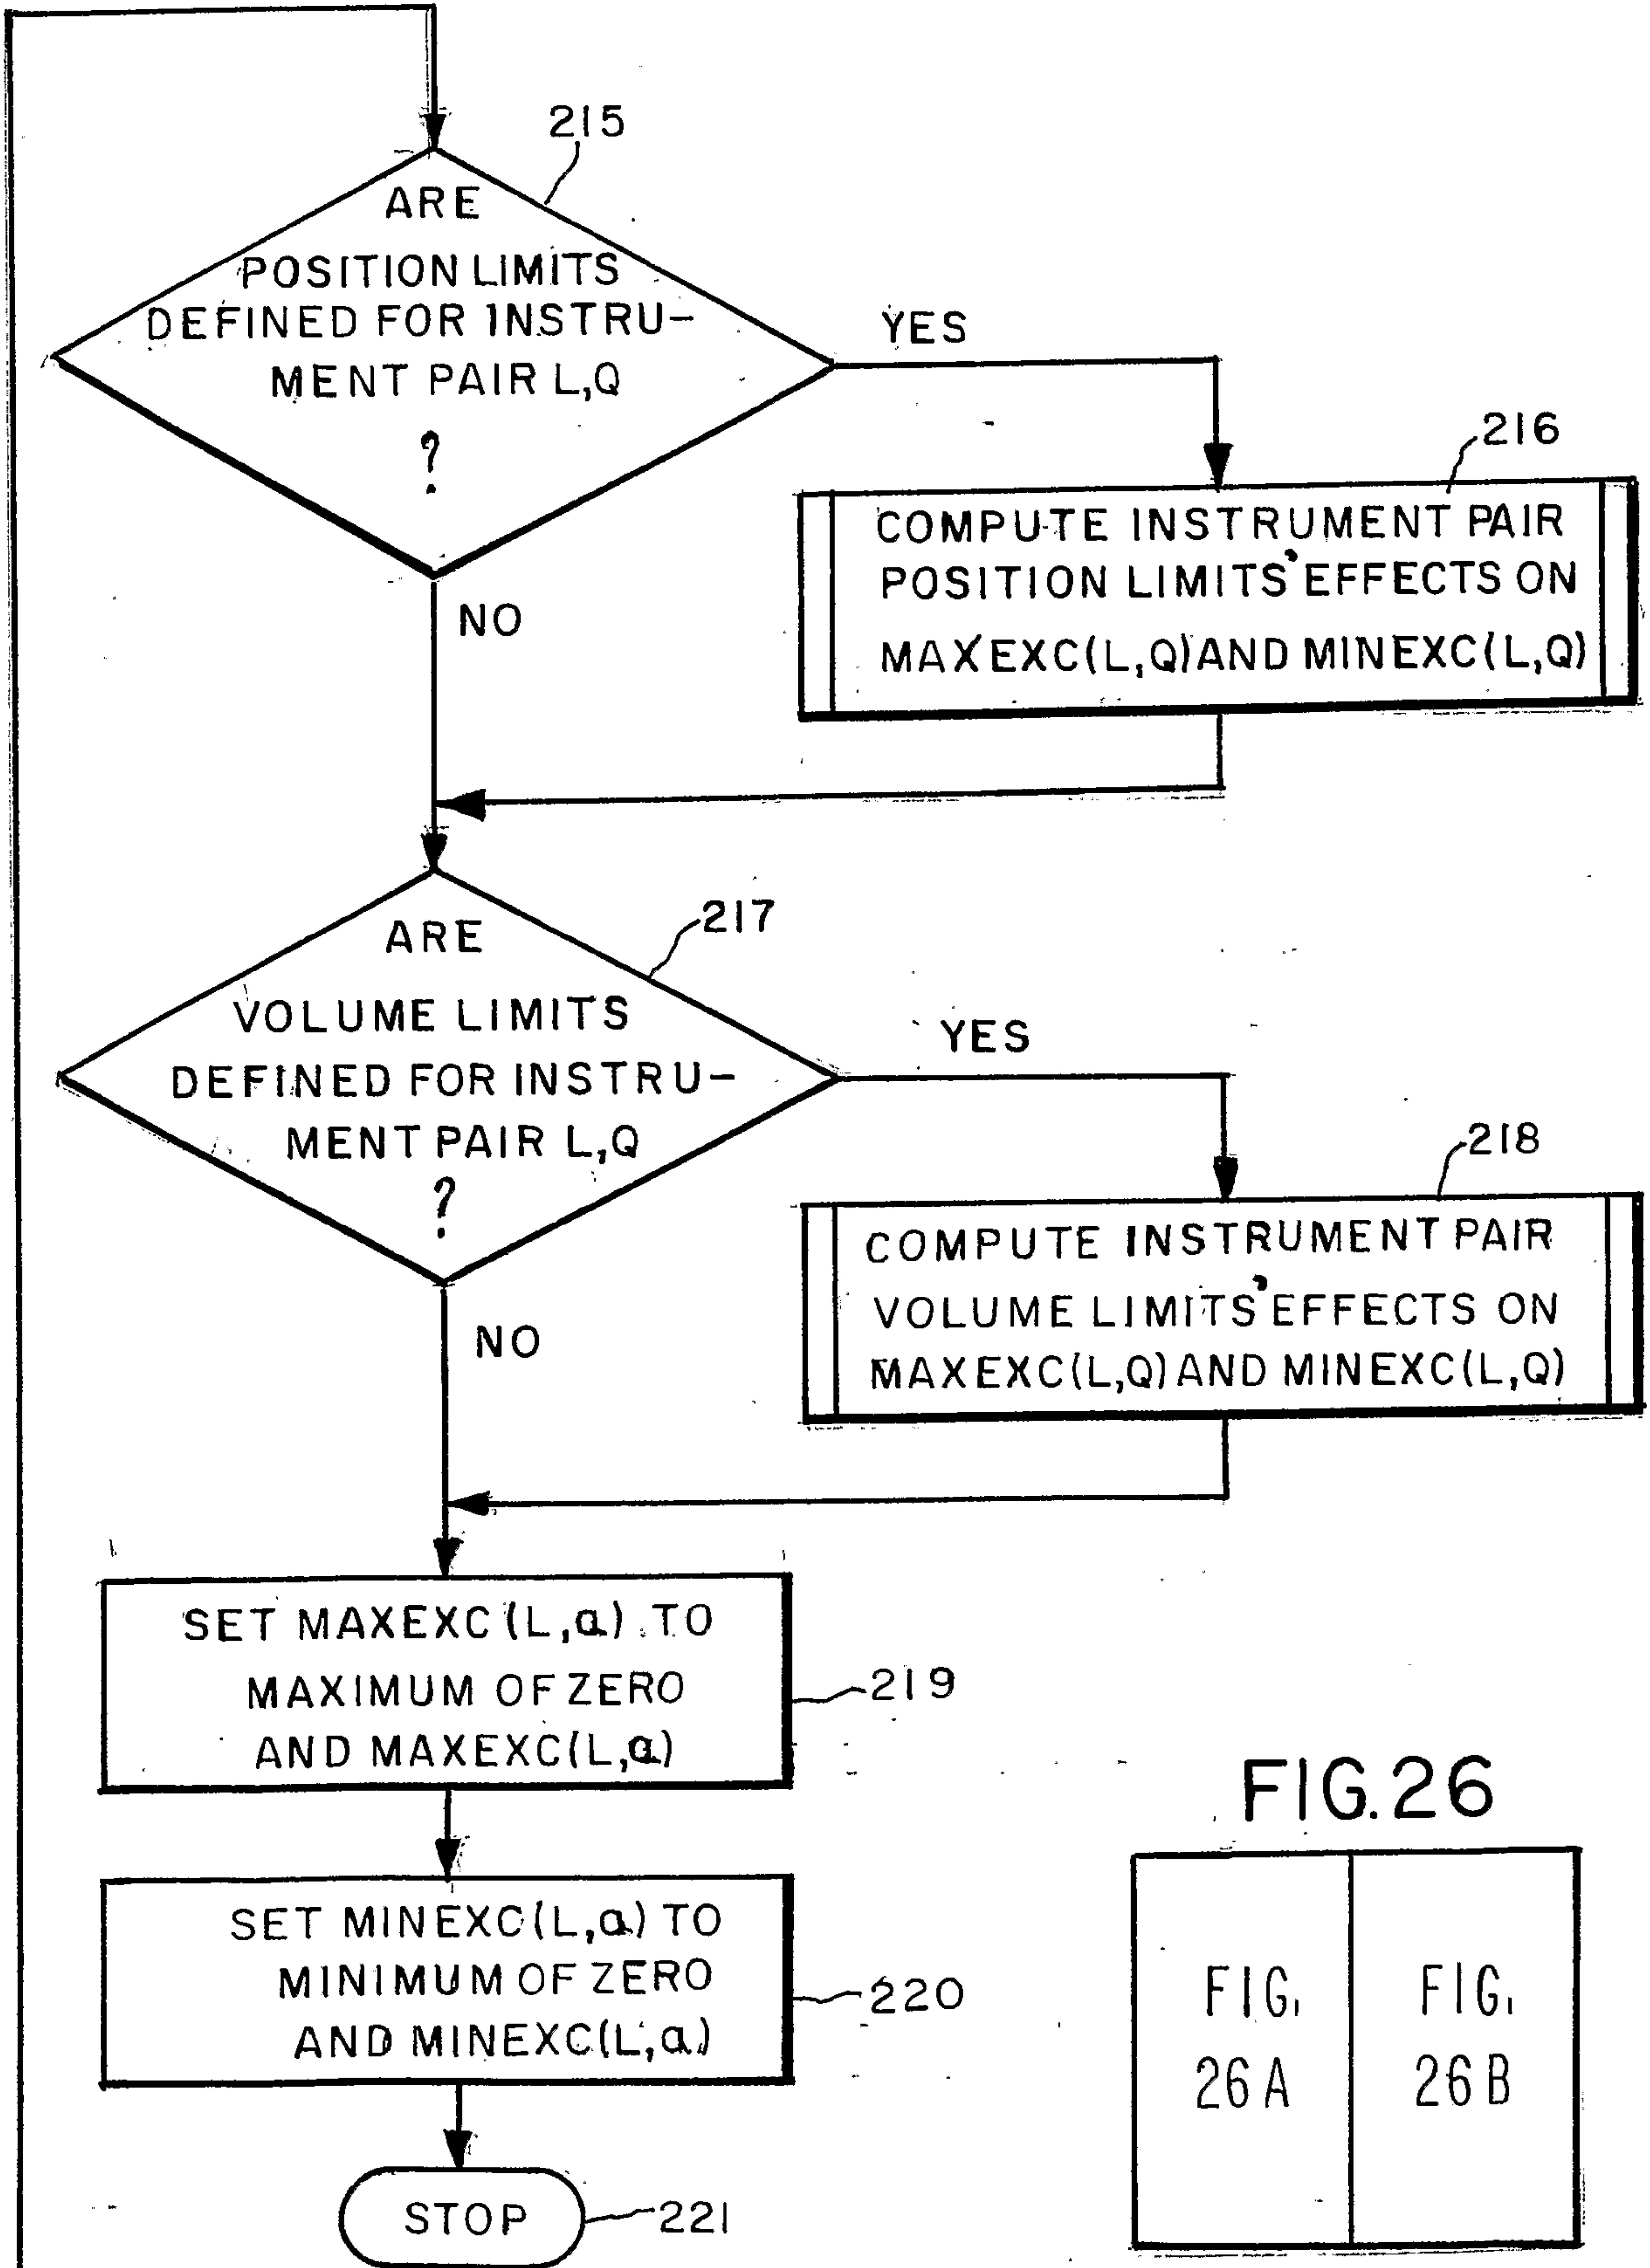 215
ARE
POSITION LIMITS
DEFINED FOR INSTRU-
MENT PAIR L,Q
?
YES
NO
216
COMPUTE INSTRUMENT PAIR
POSITION LIMITS' EFFECTS ON
MAXEXC(L,Q) AND MINEXC(L,Q)
217
ARE
VOLUME LIMITS
DEFINED FOR INSTRU-
MENT PAIR L,Q
?
YES
NO
218
COMPUTE INSTRUMENT PAIR
VOLUME LIMITS' EFFECTS ON
MAXEXC(L,Q) AND MINEXC(L,Q)
SET MAXEXC(L,Q) TO
MAXIMUM OF ZERO
AND MAXEXC(L,Q)
219
SET MINEXC(L,Q) TO
MINIMUM OF ZERO
AND MINEXC(L,Q)
220
STOP
221
FIG. 26
FIG.
26A
FIG.
26B